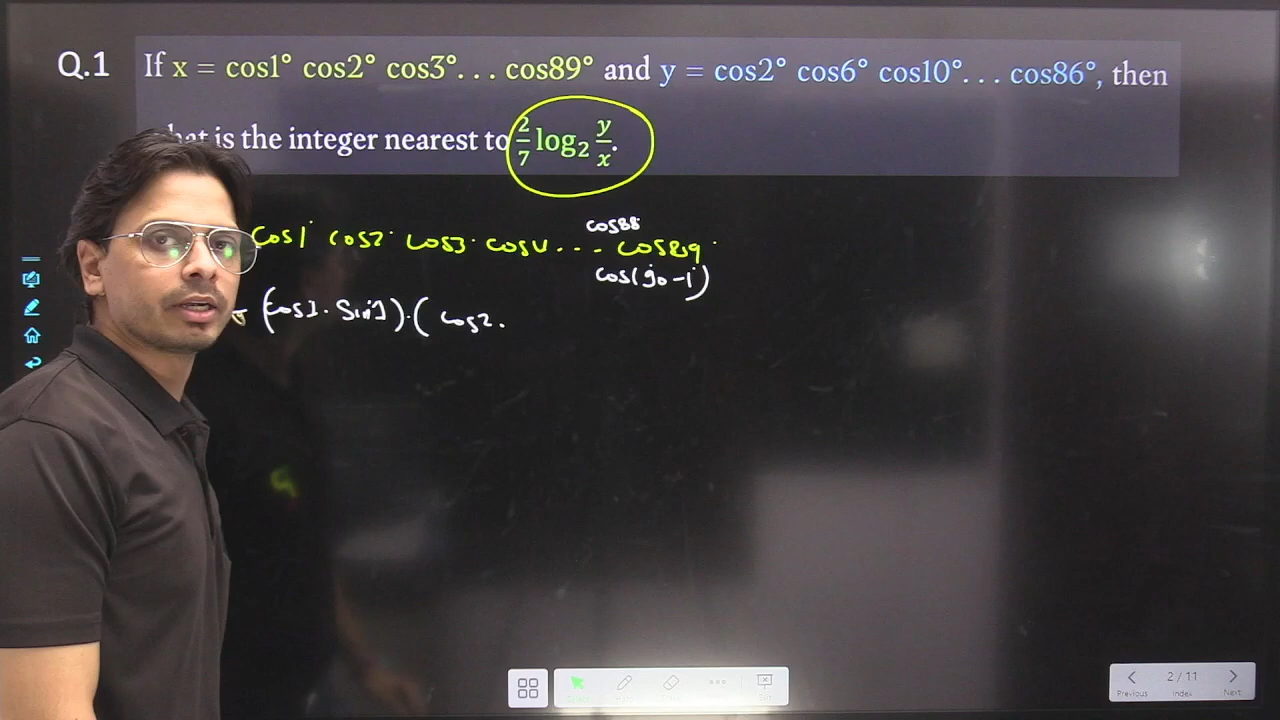 Q.1 If x = cos1° cos2° cos3°. . . cos89° and y = cos2° cos6° cos10°. . . cos86°, then
hat is the integer nearest to 2/7 log₂ y/x.
cos88
cos1° cos2° cos3° cos4 . . . cos89°
cos(90-1)
= (cos1. Sin1).( cos2.
2 / 11
Previous Index Next